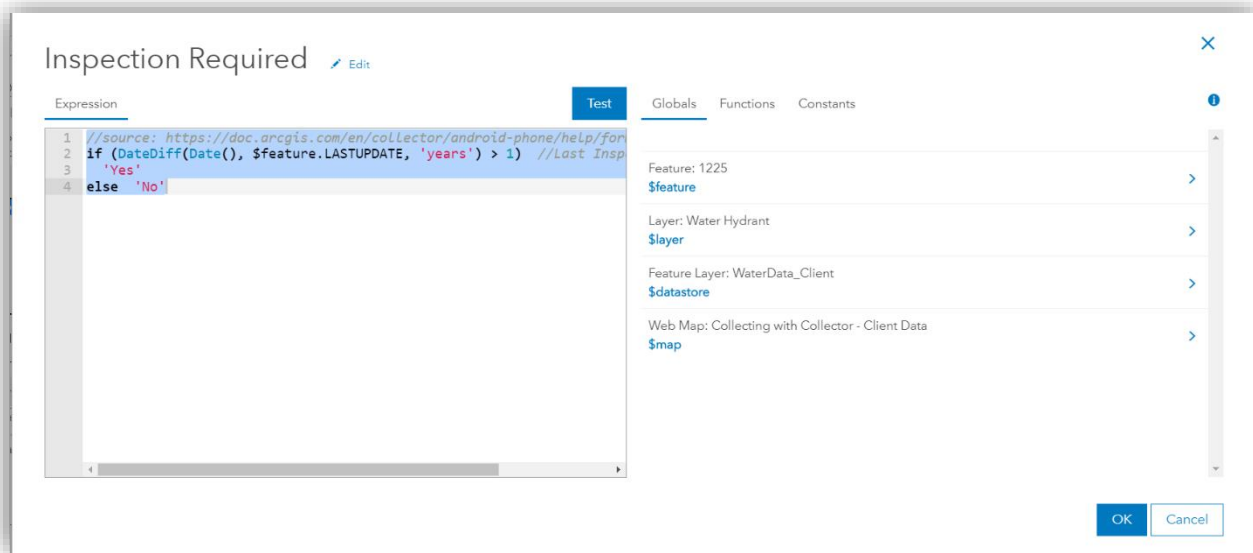 Inspection Required Edit
Expression
Test
Globals Functions Constants
1 //source: https://doc.arcgis.com/en/collector/android-phone/help/for
2 if (DateDiff(Date(), $feature.LASTUPDATE, 'years') > 1) //Last Insp
3 'Yes'
4 else 'No'
Feature: 1225
$feature
Layer: Water Hydrant
$layer
Feature Layer: WaterData_Client
$datastore
Web Map: Collecting with Collector - Client Data
$map
OK Cancel